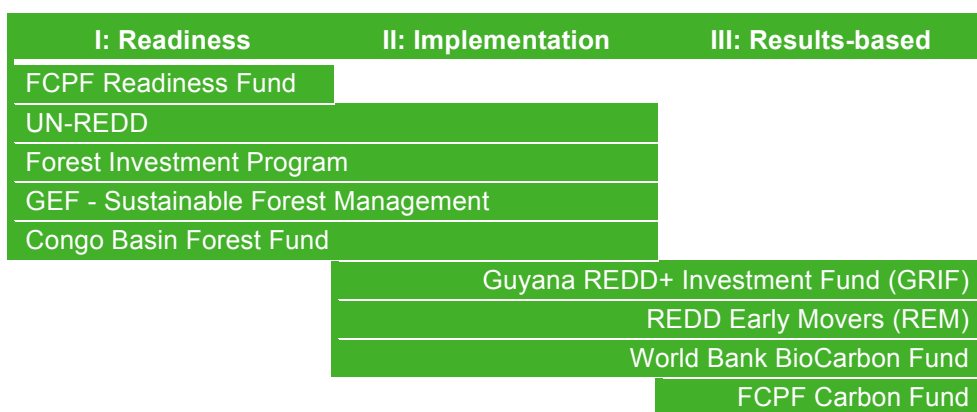 I: Readiness II: Implementation III: Results-based
FCPF Readiness Fund
UN-REDD
Forest Investment Program
GEF - Sustainable Forest Management
Congo Basin Forest Fund
Guyana REDD+ Investment Fund (GRIF)
REDD Early Movers (REM)
World Bank BioCarbon Fund
FCPF Carbon Fund